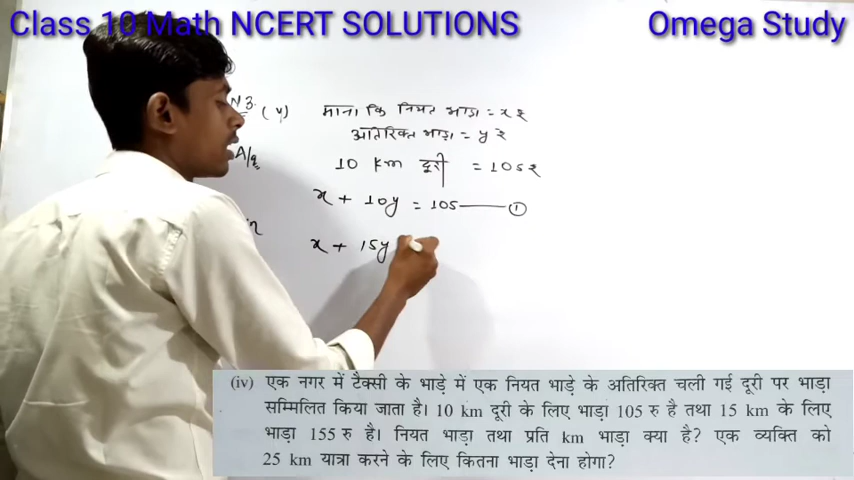 Class 10 Math NCERT SOLUTIONS
Omega Study
N 3. (4) माना कि नियत भाड़ा = x ₹
अतिरिक्त भाड़ा = y ₹
A/q
10 Km दूरी = 105 ₹
x + 10y = 105 ——— ①
x + 15y
(iv) एक नगर में टैक्सी के भाड़े में एक नियत भाड़े के अतिरिक्त चली गई दूरी पर भाड़ा
सम्मिलित किया जाता है। 10 km दूरी के लिए भाड़ा 105 रु है तथा 15 km के लिए
भाड़ा 155 रु है। नियत भाड़ा तथा प्रति km भाड़ा क्या है? एक व्यक्ति को
25 km यात्रा करने के लिए कितना भाड़ा देना होगा?